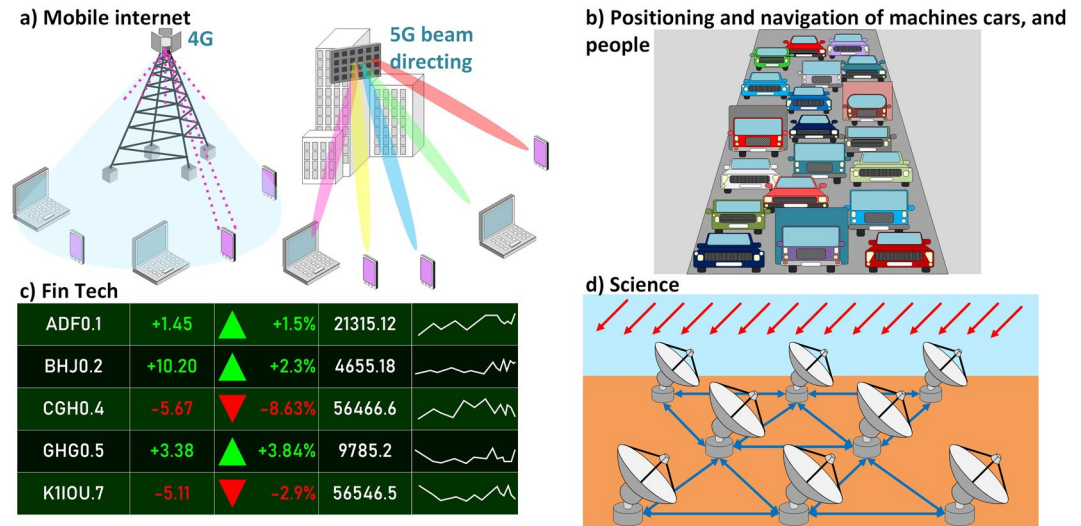 a) Mobile internet
4G
5G beam
directing
b) Positioning and navigation of machines cars, and
people
c) Fin Tech
ADF0.1 +1.45 +1.5% 21315.12
BHJ0.2 +10.20 +2.3% 4655.18
CGH0.4 -5.67 -8.63% 56466.6
GHG0.5 +3.38 +3.84% 9785.2
K1IOU.7 -5.11 -2.9% 56546.5
d) Science